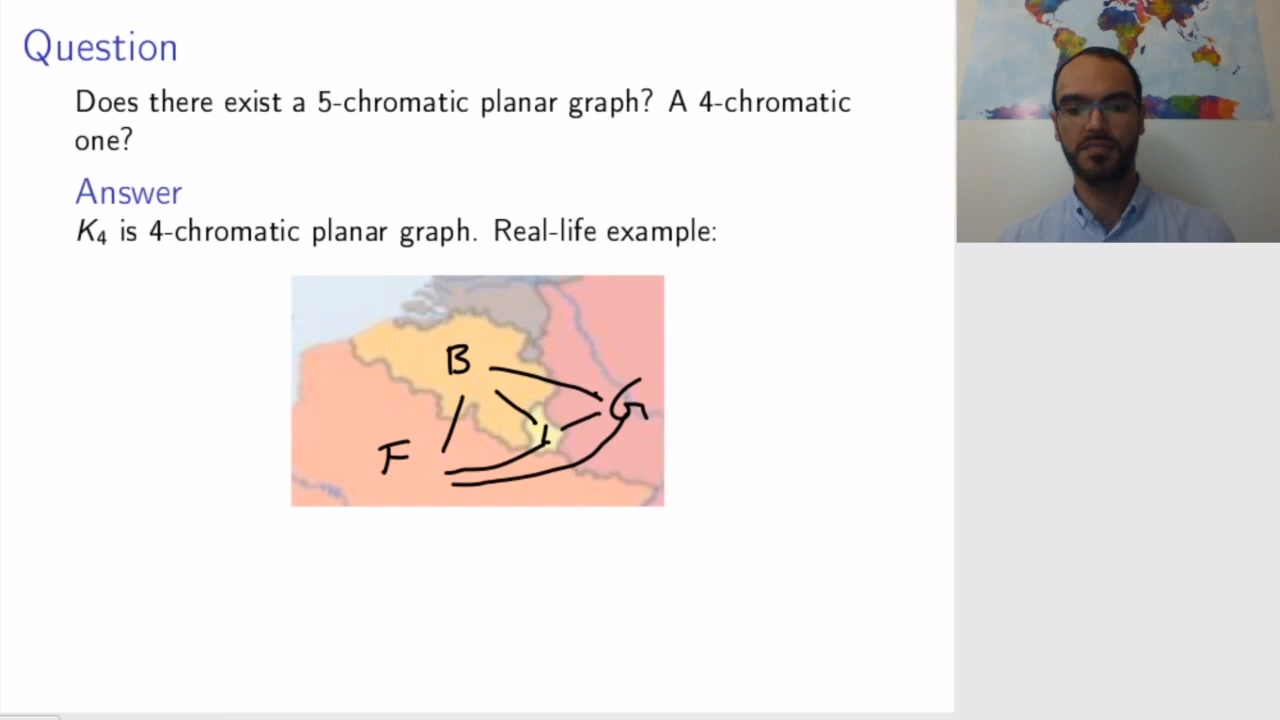 Question
Does there exist a 5-chromatic planar graph? A 4-chromatic
one?
Answer
K4 is 4-chromatic planar graph. Real-life example:
B
G
L
F